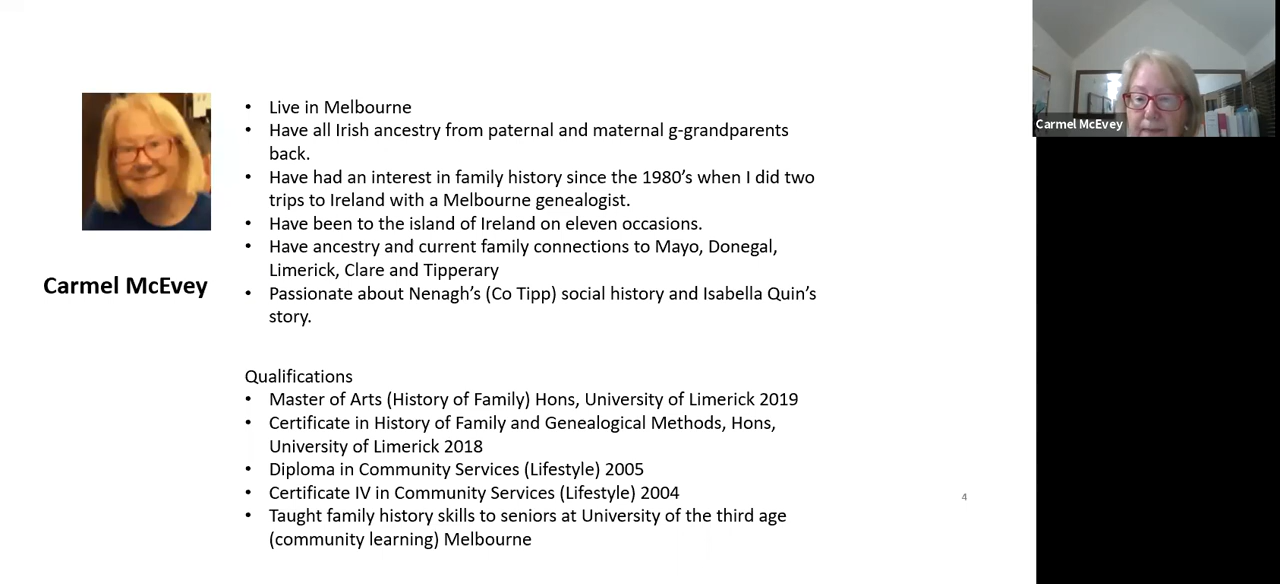 Carmel McEvey
• Live in Melbourne
• Have all Irish ancestry from paternal and maternal g-grandparents
back.
• Have had an interest in family history since the 1980’s when I did two
trips to Ireland with a Melbourne genealogist.
• Have been to the island of Ireland on eleven occasions.
• Have ancestry and current family connections to Mayo, Donegal,
Limerick, Clare and Tipperary
• Passionate about Nenagh’s (Co Tipp) social history and Isabella Quin’s
story.
Qualifications
• Master of Arts (History of Family) Hons, University of Limerick 2019
• Certificate in History of Family and Genealogical Methods, Hons,
University of Limerick 2018
• Diploma in Community Services (Lifestyle) 2005
• Certificate IV in Community Services (Lifestyle) 2004
• Taught family history skills to seniors at University of the third age
(community learning) Melbourne
4
Carmel McEvey